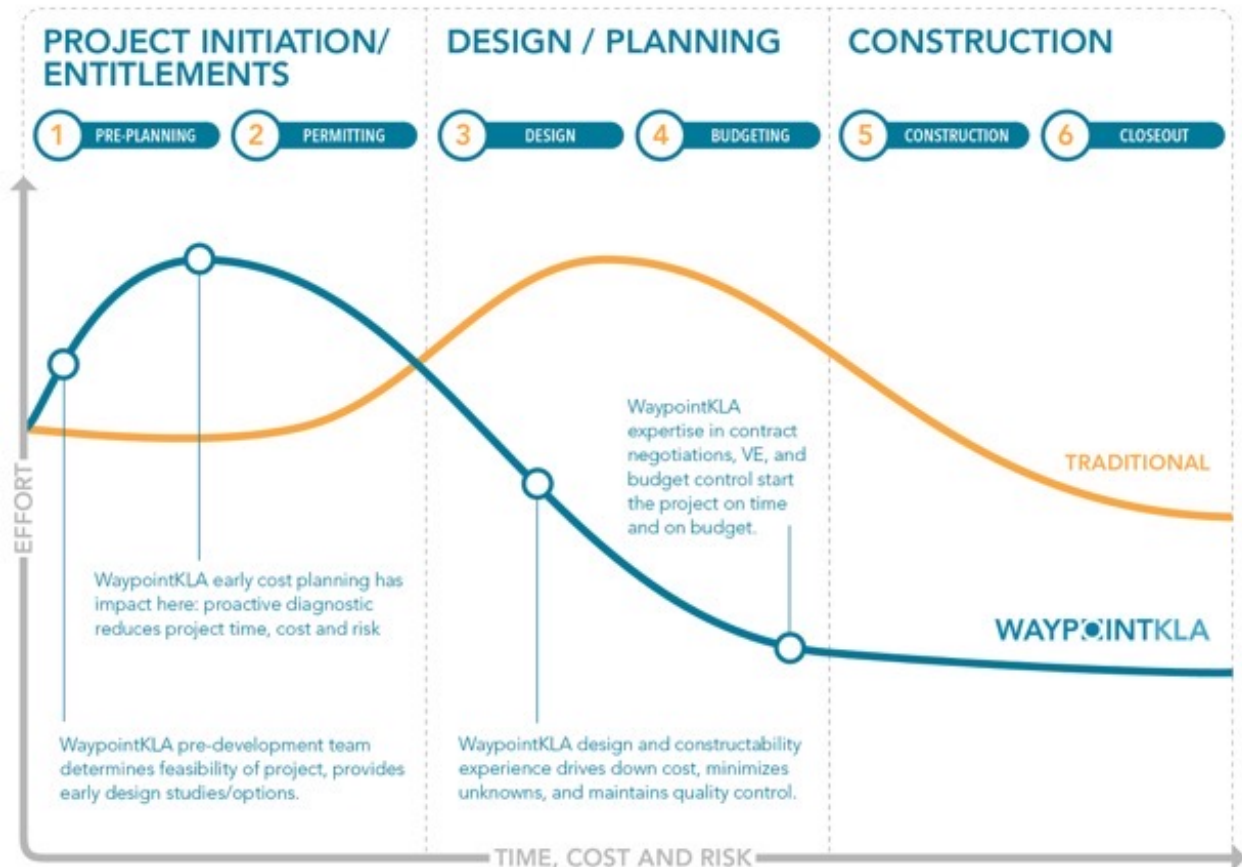 PROJECT INITIATION/
ENTITLEMENTS
DESIGN / PLANNING
CONSTRUCTION
1 PRE-PLANNING
2 PERMITTING
3 DESIGN
4 BUDGETING
5 CONSTRUCTION
6 CLOSEOUT
EFFORT
WaypointKLA
expertise in contract
negotiations, VE, and
budget control start
the project on time
and on budget.
TRADITIONAL
WaypointKLA early cost planning has
impact here: proactive diagnostic
reduces project time, cost and risk
WAYPOINTKLA
WaypointKLA pre-development team
determines feasibility of project, provides
early design studies/options.
WaypointKLA design and constructability
experience drives down cost, minimizes
unknowns, and maintains quality control.
TIME, COST AND RISK